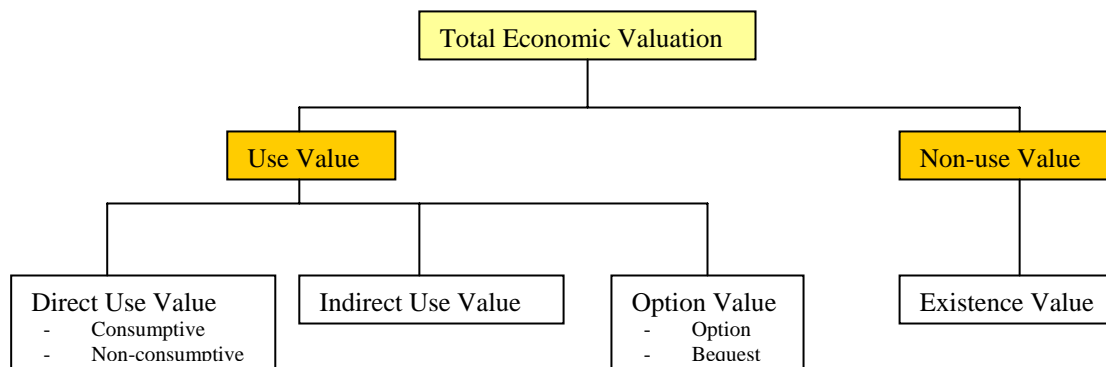 Total Economic Valuation
Use Value
Non-use Value
Direct Use Value
- Consumptive
- Non-consumptive
Indirect Use Value
Option Value
- Option
- Bequest
Existence Value